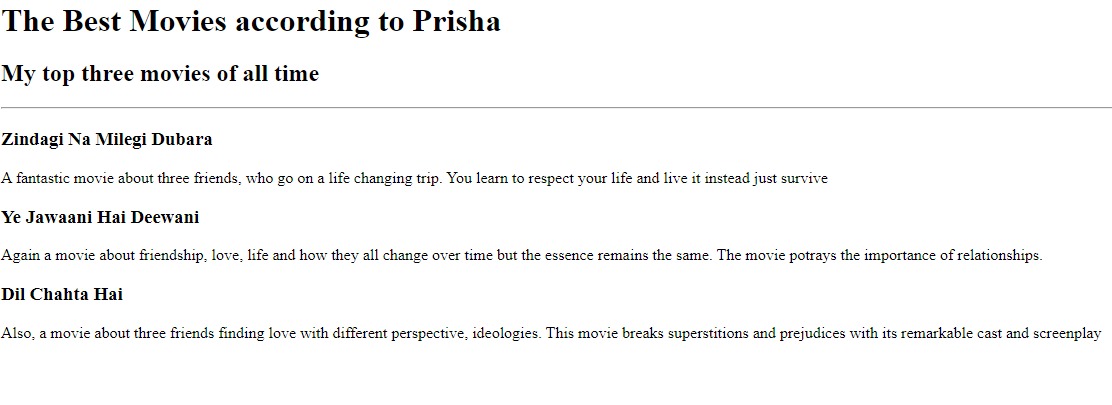 The Best Movies according to Prisha
My top three movies of all time
Zindagi Na Milegi Dubara
A fantastic movie about three friends, who go on a life changing trip. You learn to respect your life and live it instead just survive
Ye Jawaani Hai Deewani
Again a movie about friendship, love, life and how they all change over time but the essence remains the same. The movie potrays the importance of relationships.
Dil Chahta Hai
Also, a movie about three friends finding love with different perspective, ideologies. This movie breaks superstitions and prejudices with its remarkable cast and screenplay